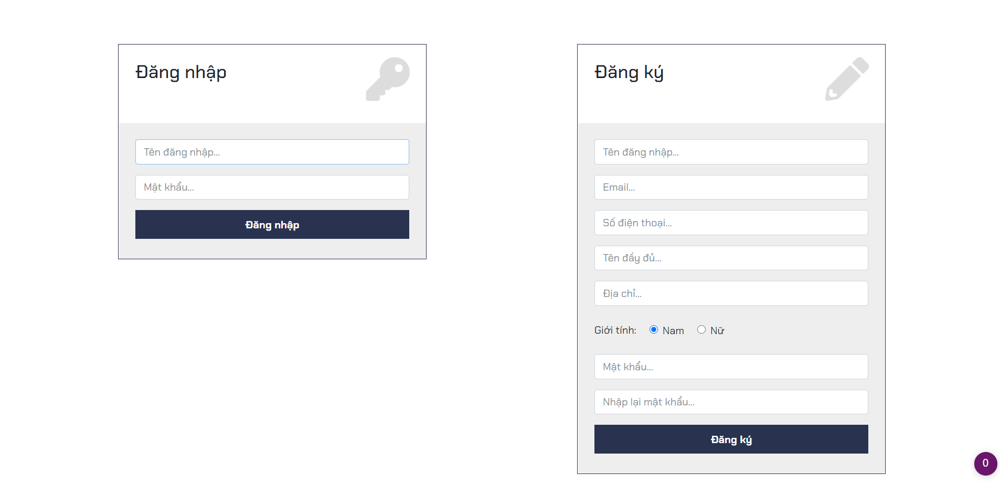 Đăng nhập
Tên đăng nhập...
Mật khẩu...
Đăng nhập
Đăng ký
Tên đăng nhập...
Email...
Số điện thoại...
Tên đầy đủ...
Địa chỉ...
Giới tính: Nam Nữ
Mật khẩu...
Nhập lại mật khẩu...
Đăng ký
0